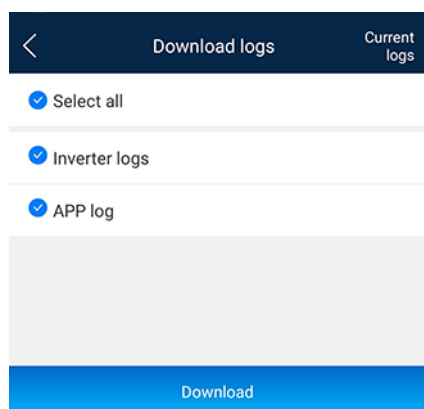 Download logs
Current
logs
Select all
Inverter logs
APP log
Download